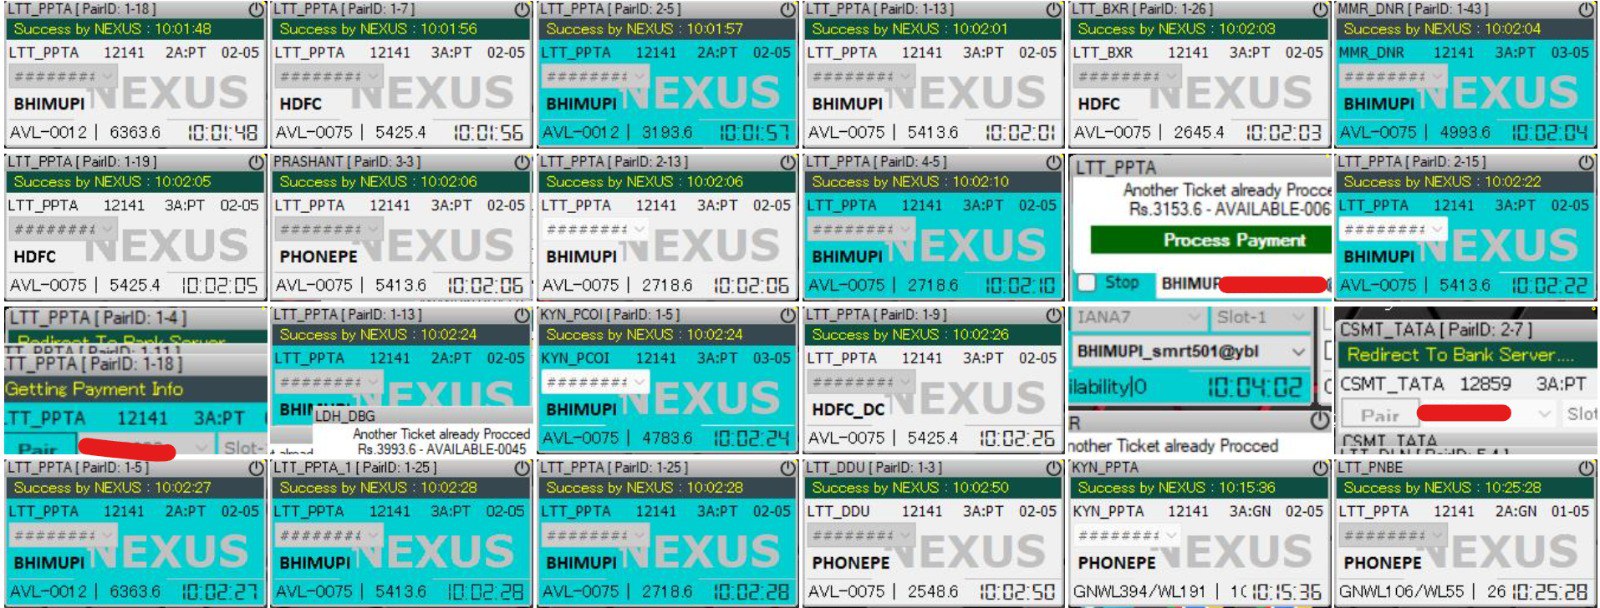 LTT_PPTA [ PairID: 1-18 ]
Success by NEXUS : 10:01:48
LTT_PPTA 12141 2A:PT 02-05
########
NEXUS
BHIMUPI
AVL-0012 | 6363.6 10:01:48
LTT_PPTA [ PairID: 1-7 ]
Success by NEXUS : 10:01:56
LTT_PPTA 12141 3A:PT 02-05
########
NEXUS
HDFC
AVL-0075 | 5425.4 10:01:56
LTT_PPTA [ PairID: 2-5 ]
Success by NEXUS : 10:01:57
LTT_PPTA 12141 2A:PT 02-05
########
NEXUS
BHIMUPI
AVL-0012 | 3193.6 10:01:57
LTT_PPTA [ PairID: 1-13 ]
Success by NEXUS : 10:02:01
LTT_PPTA 12141 3A:PT 02-05
########
NEXUS
BHIMUPI
AVL-0075 | 5413.6 10:02:01
LTT_BXR [ PairID: 1-26 ]
Success by NEXUS : 10:02:03
LTT_BXR 12141 3A:PT 02-05
########
NEXUS
HDFC
AVL-0075 | 2645.4 10:02:03
MMR_DNR [ PairID: 1-43 ]
Success by NEXUS : 10:02:04
MMR_DNR 12141 3A:PT 03-05
########
NEXUS
BHIMUPI
AVL-0075 | 4993.6 10:02:04
LTT_PPTA [ PairID: 1-19 ]
Success by NEXUS : 10:02:05
LTT_PPTA 12141 3A:PT 02-05
########
NEXUS
HDFC
AVL-0075 | 5425.4 10:02:05
PRASHANT [ PairID: 3-3 ]
Success by NEXUS : 10:02:06
LTT_PPTA 12141 3A:PT 02-05
########
NEXUS
PHONEPE
AVL-0075 | 5413.6 10:02:06
LTT_PPTA [ PairID: 2-13 ]
Success by NEXUS : 10:02:06
LTT_PPTA 12141 3A:PT 02-05
########
NEXUS
BHIMUPI
AVL-0075 | 2718.6 10:02:06
LTT_PPTA [ PairID: 4-5 ]
Success by NEXUS : 10:02:10
LTT_PPTA 12141 3A:PT 02-05
########
NEXUS
BHIMUPI
AVL-0075 | 2718.6 10:02:10
LTT_PPTA
Another Ticket already Procce
Rs.3153.6 - AVAILABLE-006
Process Payment
Stop BHIMUP
LTT_PPTA [ PairID: 2-15 ]
Success by NEXUS : 10:02:22
LTT_PPTA 12141 3A:PT 02-05
########
NEXUS
BHIMUPI
AVL-0075 | 5413.6 10:02:22
LTT_PPTA [ PairID: 1-4 ]
Redirect To Bank Server
TT_PPTA [ PairID: 1-11 ]
TT_PPTA [ PairID: 1-18 ]
Getting Payment Info
TT_PPTA 12141 3A:PT
Pair Slot-
LTT_PPTA [ PairID: 1-13 ]
Success by NEXUS : 10:02:24
LTT_PPTA 12141 2A:PT 02-05
########
NEXUS
BHIM
LDH_DBG
Another Ticket already Procced
Rs.3993.6 - AVAILABLE-0045
KYN_PCOI [ PairID: 1-5 ]
Success by NEXUS : 10:02:24
KYN_PCOI 12141 3A:PT 03-05
########
NEXUS
BHIMUPI
AVL-0075 | 4783.6 10:02:24
LTT_PPTA [ PairID: 1-9 ]
Success by NEXUS : 10:02:26
LTT_PPTA 12141 3A:PT 02-05
########
NEXUS
HDFC_DC
AVL-0075 | 5425.4 10:02:26
IANA7 Slot-1
BHIMUPI_smrt501@ybl
ilability|0 10:04:02
R
nother Ticket already Procced
CSMT_TATA [ PairID: 2-7 ]
Redirect To Bank Server....
CSMT_TATA 12859 3A:PT
Pair Slot
CSMT_TATA
LTT_PPTA [ PairID: 1-5 ]
Success by NEXUS : 10:02:27
LTT_PPTA 12141 2A:PT 02-05
########
NEXUS
BHIMUPI
AVL-0012 | 6363.6 10:02:27
LTT_PPTA_1 [ PairID: 1-25 ]
Success by NEXUS : 10:02:28
LTT_PPTA 12141 3A:PT 02-05
########
NEXUS
BHIMUPI
AVL-0075 | 5413.6 10:02:28
LTT_PPTA [ PairID: 1-25 ]
Success by NEXUS : 10:02:28
LTT_PPTA 12141 3A:PT 02-05
########
NEXUS
BHIMUPI
AVL-0075 | 2718.6 10:02:28
LTT_DDU [ PairID: 1-3 ]
Success by NEXUS : 10:02:50
LTT_DDU 12141 3A:PT 02-05
########
NEXUS
PHONEPE
AVL-0075 | 2548.6 10:02:50
KYN_PPTA
Success by NEXUS : 10:15:36
KYN_PPTA 12141 3A:GN 02-05
########
NEXUS
PHONEPE
GNWL394/WL191 | 10 10:15:36
LTT_PNBE
Success by NEXUS : 10:25:28
LTT_PPTA 12141 2A:GN 01-05
########
NEXUS
PHONEPE
GNWL106/WL55 | 26 10:25:28